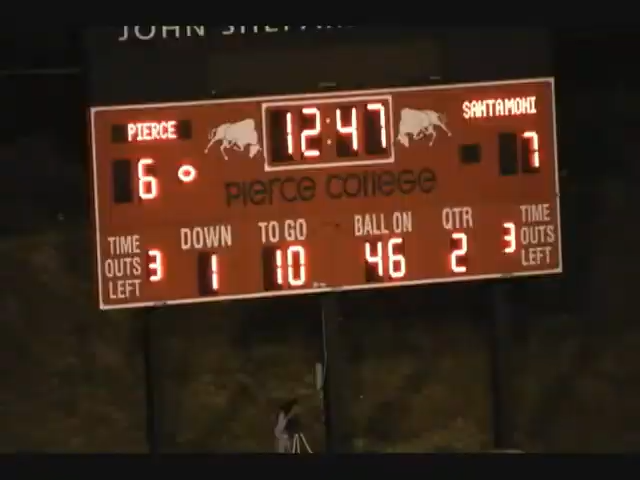 JOHN
PIERCE 12:47 SANTAMONI
6 7
PIERCE COLLEGE
TIME OUTS LEFT 3 DOWN 1 TO GO 10 BALL ON 46 QTR 2 3 TIME OUTS LEFT